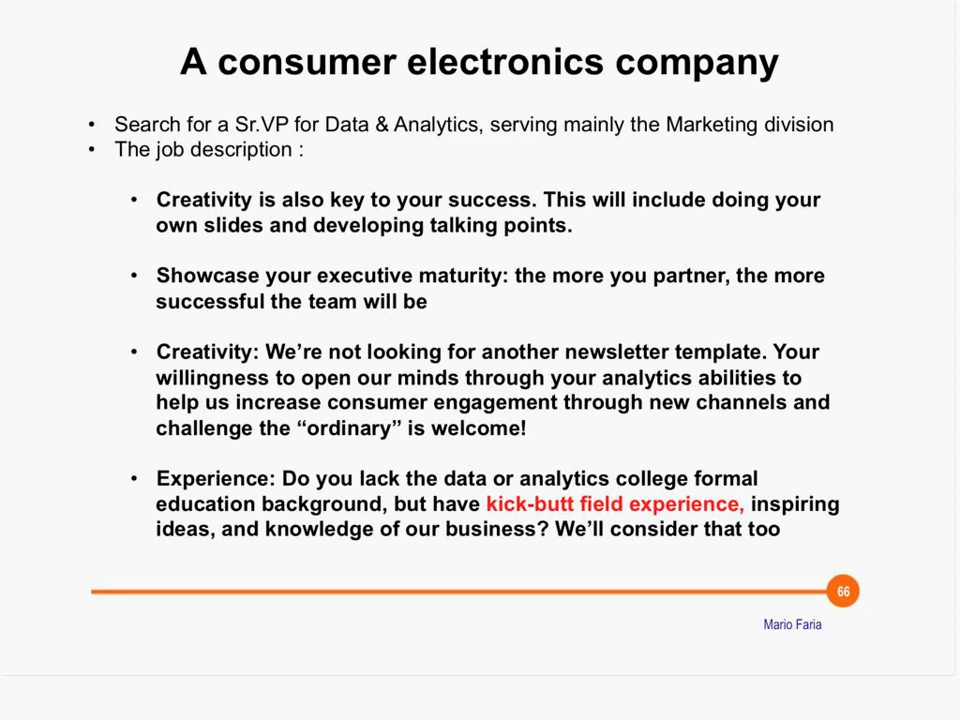 A consumer electronics company
• Search for a Sr.VP for Data & Analytics, serving mainly the Marketing division
• The job description :
• Creativity is also key to your success. This will include doing your
own slides and developing talking points.
• Showcase your executive maturity: the more you partner, the more
successful the team will be
• Creativity: We’re not looking for another newsletter template. Your
willingness to open our minds through your analytics abilities to
help us increase consumer engagement through new channels and
challenge the “ordinary” is welcome!
• Experience: Do you lack the data or analytics college formal
education background, but have kick-butt field experience, inspiring
ideas, and knowledge of our business? We’ll consider that too
66
Mario Faria